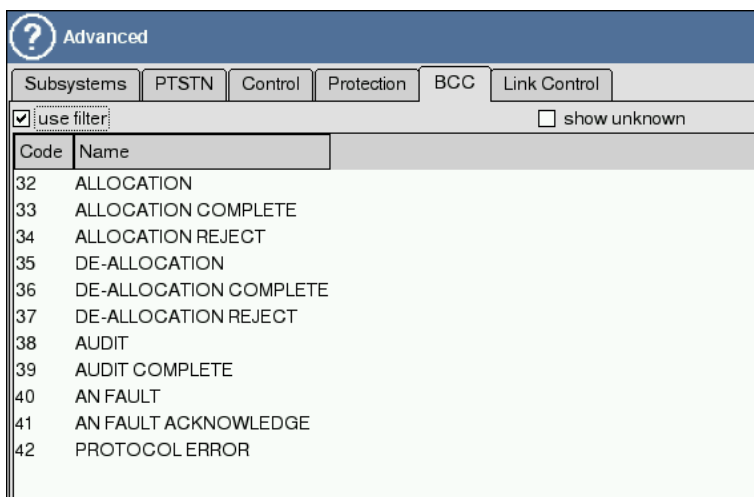 ? Advanced
Subsystems PTSTN Control Protection BCC Link Control
use filter show unknown
Code Name
32 ALLOCATION
33 ALLOCATION COMPLETE
34 ALLOCATION REJECT
35 DE-ALLOCATION
36 DE-ALLOCATION COMPLETE
37 DE-ALLOCATION REJECT
38 AUDIT
39 AUDIT COMPLETE
40 AN FAULT
41 AN FAULT ACKNOWLEDGE
42 PROTOCOL ERROR